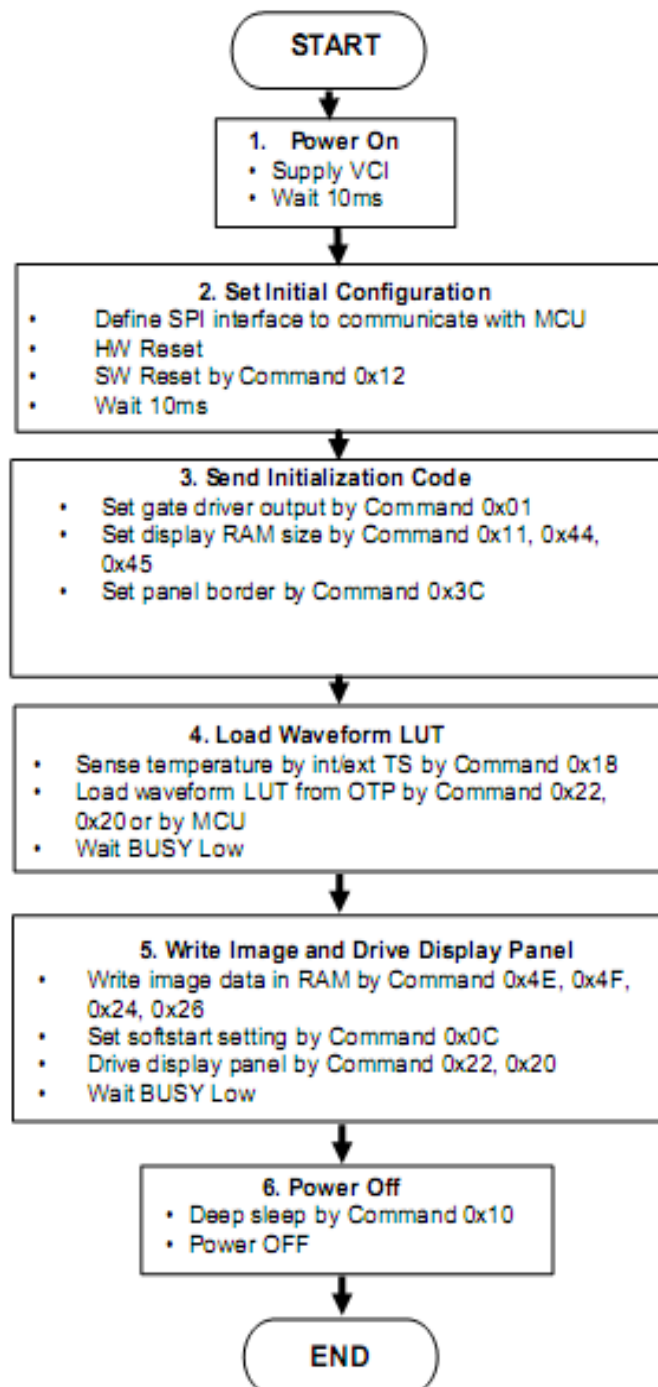 START
1. Power On
• Supply VCI
• Wait 10ms
2. Set Initial Configuration
• Define SPI interface to communicate with MCU
• HW Reset
• SW Reset by Command 0x12
• Wait 10ms
3. Send Initialization Code
• Set gate driver output by Command 0x01
• Set display RAM size by Command 0x11, 0x44,
0x45
• Set panel border by Command 0x3C
4. Load Waveform LUT
• Sense temperature by int/ext TS by Command 0x18
• Load waveform LUT from OTP by Command 0x22,
0x20 or by MCU
• Wait BUSY Low
5. Write Image and Drive Display Panel
• Write image data in RAM by Command 0x4E, 0x4F,
0x24, 0x26
• Set softstart setting by Command 0x0C
• Drive display panel by Command 0x22, 0x20
• Wait BUSY Low
6. Power Off
• Deep sleep by Command 0x10
• Power OFF
END